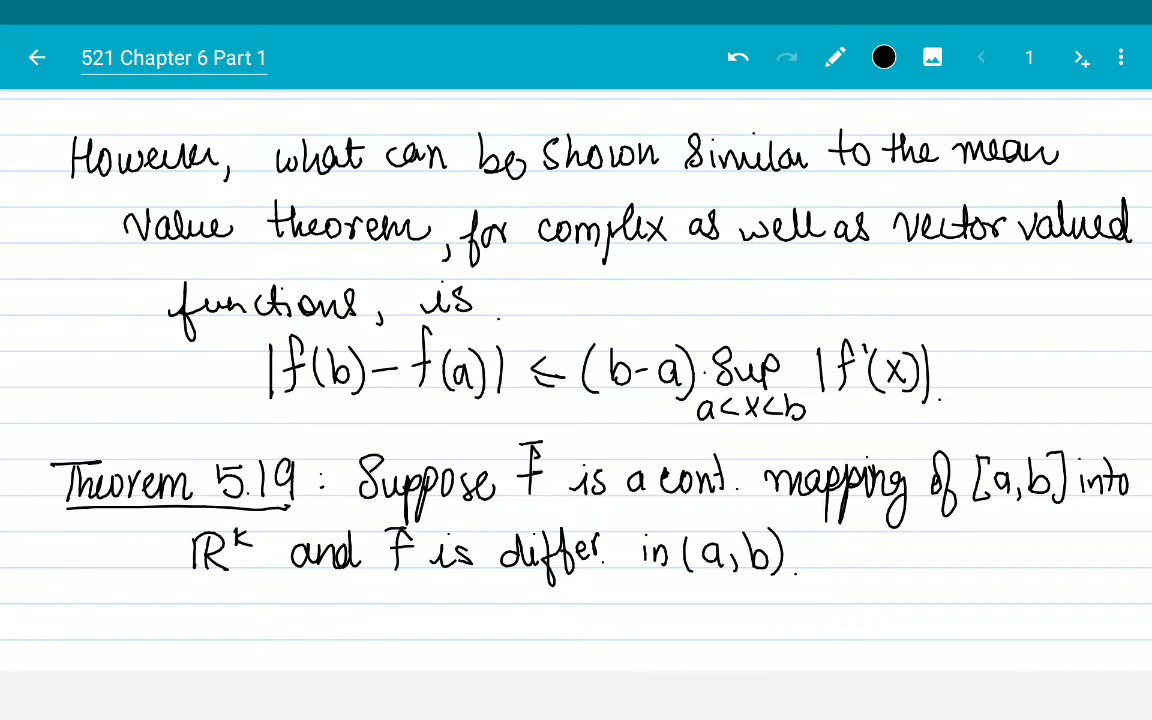 521 Chapter 6 Part 1
1
However, what can be shown similar to the mean
value theorem, for complex as well as vector valued
functions, is.
|f(b) - f(a)| ≤ (b-a)·sup |f'(x)|.
a<x<b
Theorem 5.19 : Suppose f̄ is a cont. mapping of [a,b] into
ℝᵏ and f̄ is differ. in (a,b).